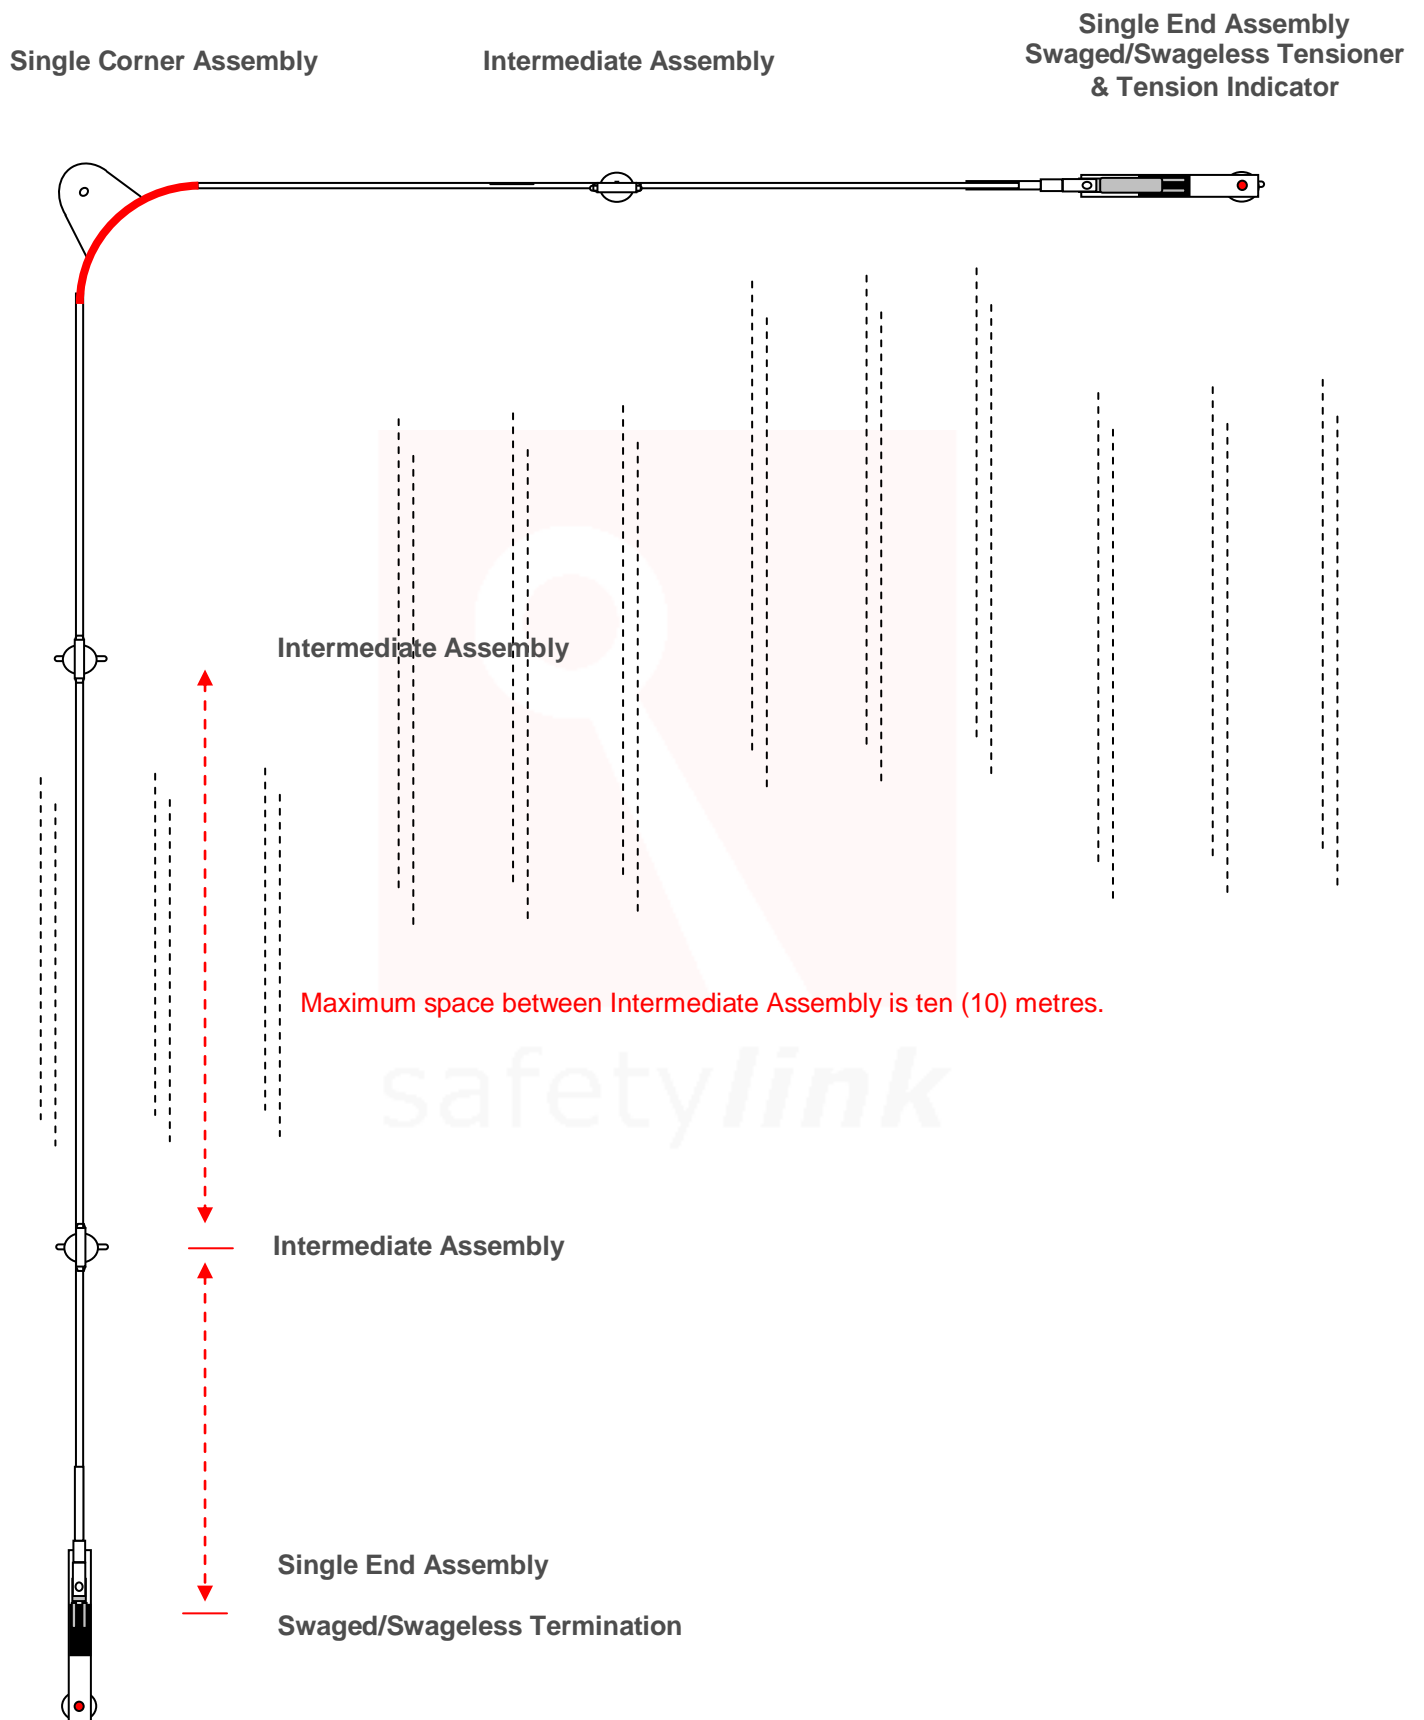 Single Corner Assembly
Intermediate Assembly
Single End Assembly
Swaged/Swageless Tensioner
& Tension Indicator
Intermediate Assembly
Maximum space between Intermediate Assembly is ten (10) metres.
safetylink
Intermediate Assembly
Single End Assembly
Swaged/Swageless Termination